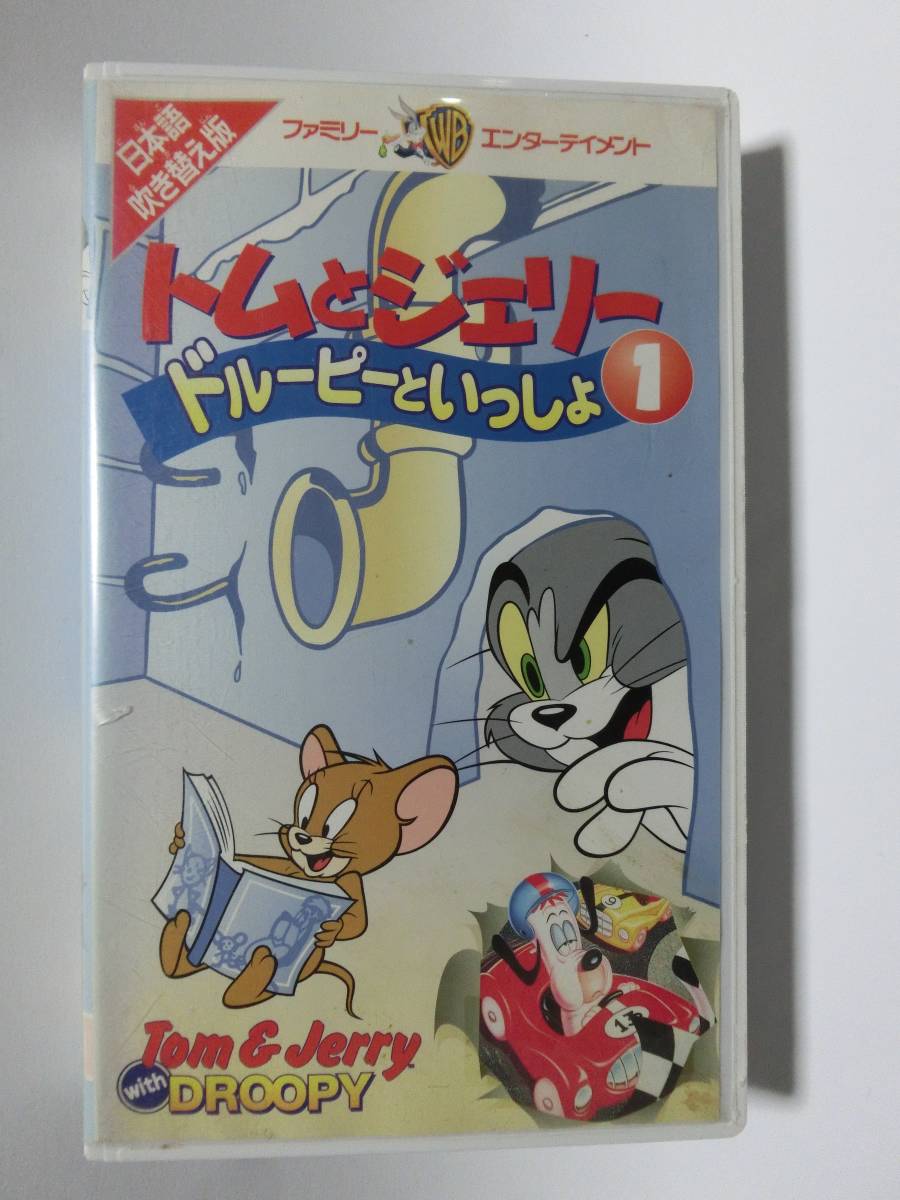 日本語
吹き替え版
ファミリー WB エンターテイメント
トムとジェリー
ドルーピーといっしょ 1
9
Tom & Jerry
with DROOPY